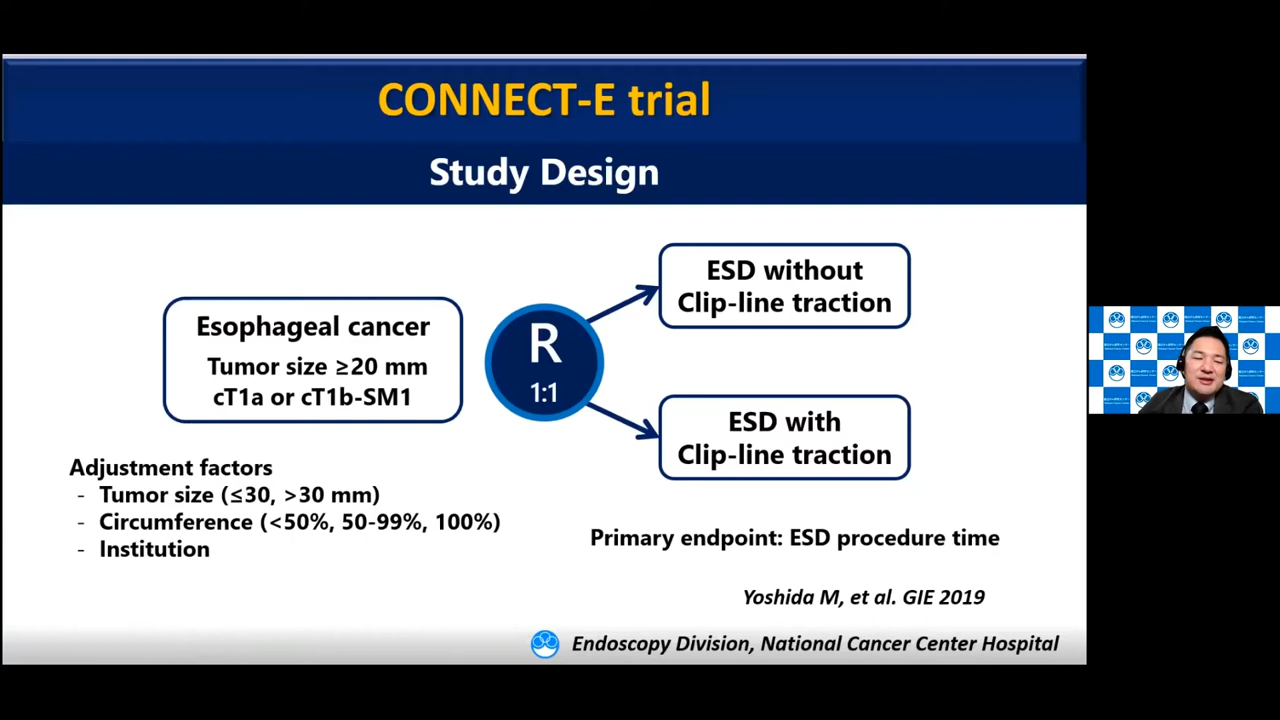 CONNECT-E trial
Study Design
Esophageal cancer
Tumor size ≥20 mm
cT1a or cT1b-SM1
R
1:1
ESD without
Clip-line traction
ESD with
Clip-line traction
Adjustment factors
- Tumor size (≤30, >30 mm)
- Circumference (<50%, 50-99%, 100%)
- Institution
Primary endpoint: ESD procedure time
Yoshida M, et al. GIE 2019
Endoscopy Division, National Cancer Center Hospital